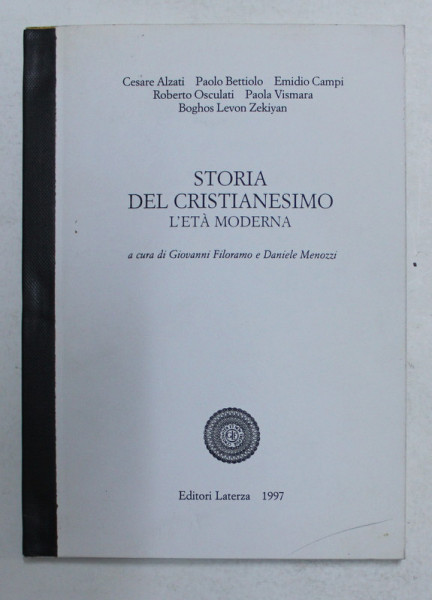 Cesare Alzati Paolo Bettiolo Emidio Campi
Roberto Osculati Paola Vismara
Boghos Levon Zekiyan
STORIA
DEL CRISTIANESIMO
L'ETÀ MODERNA
a cura di Giovanni Filoramo e Daniele Menozzi
Editori Laterza 1997